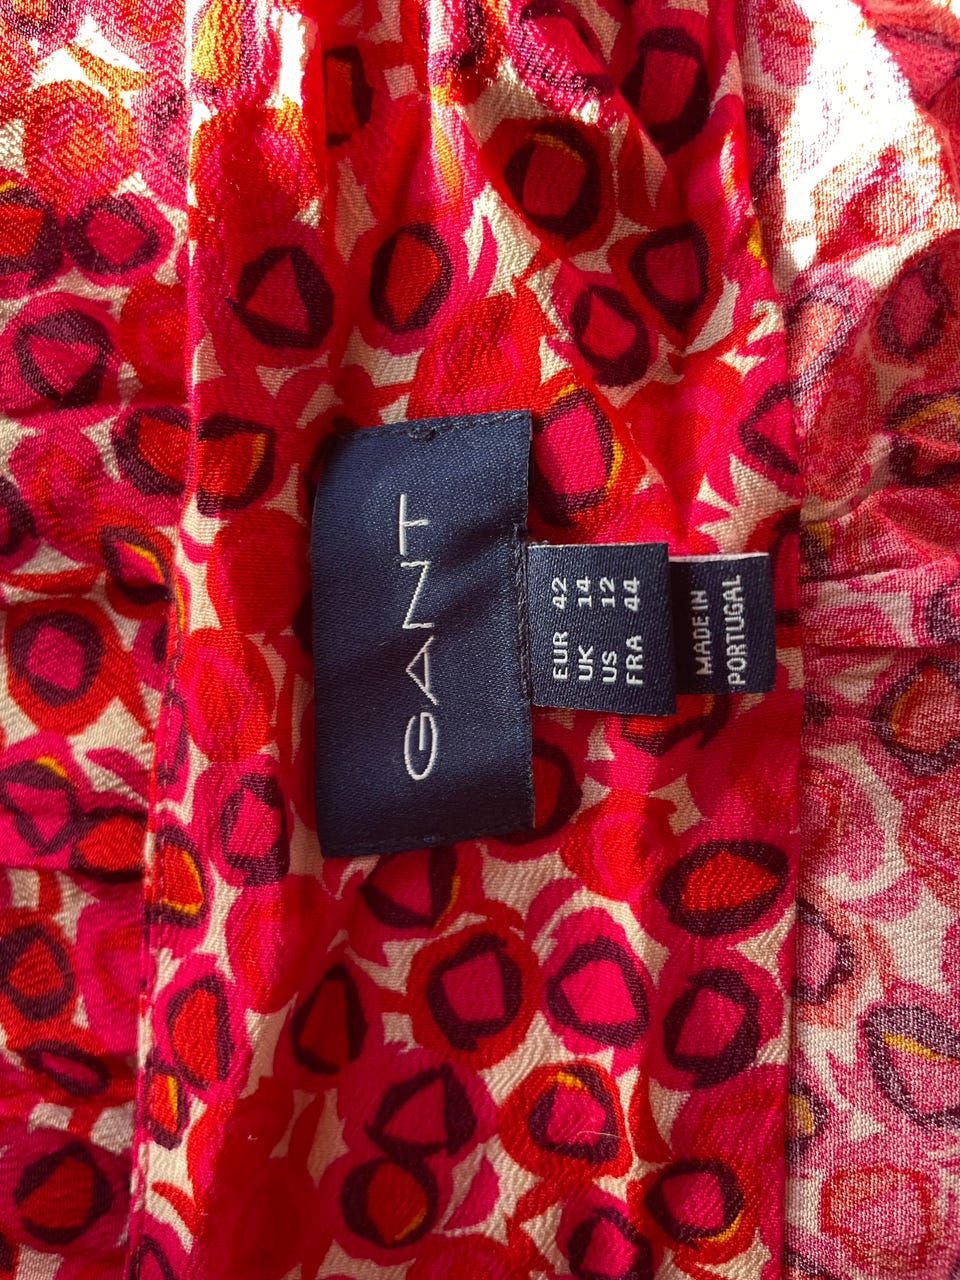 GANT
EUR 42
UK 14
US 12
FRA 44
MADE IN
PORTUGAL